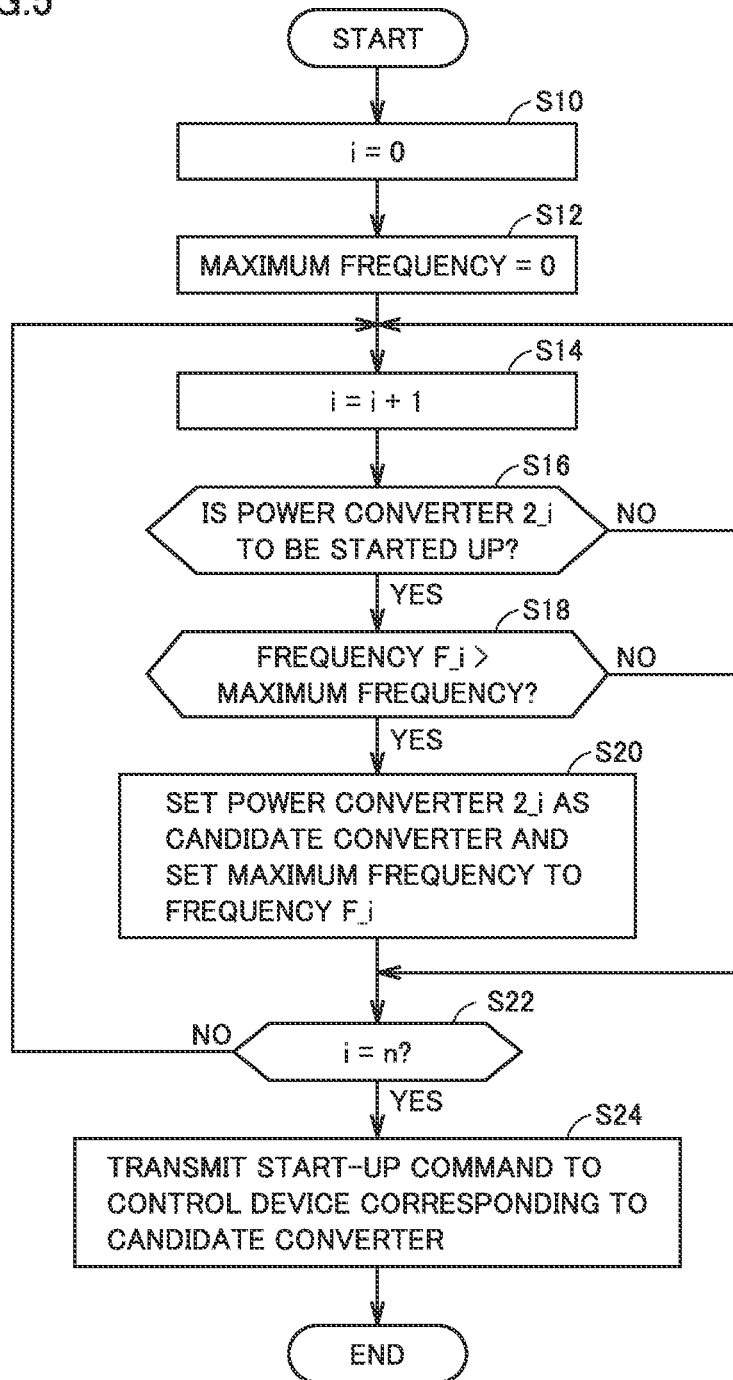 START
S10
i = 0
S12
MAXIMUM FREQUENCY = 0
S14
i = i + 1
S16
IS POWER CONVERTER 2_i
TO BE STARTED UP?
NO
YES
S18
FREQUENCY F_i >
MAXIMUM FREQUENCY?
NO
YES
S20
SET POWER CONVERTER 2_i AS
CANDIDATE CONVERTER AND
SET MAXIMUM FREQUENCY TO
FREQUENCY F_i
S22
NO
i = n?
YES
S24
TRANSMIT START-UP COMMAND TO
CONTROL DEVICE CORRESPONDING TO
CANDIDATE CONVERTER
END